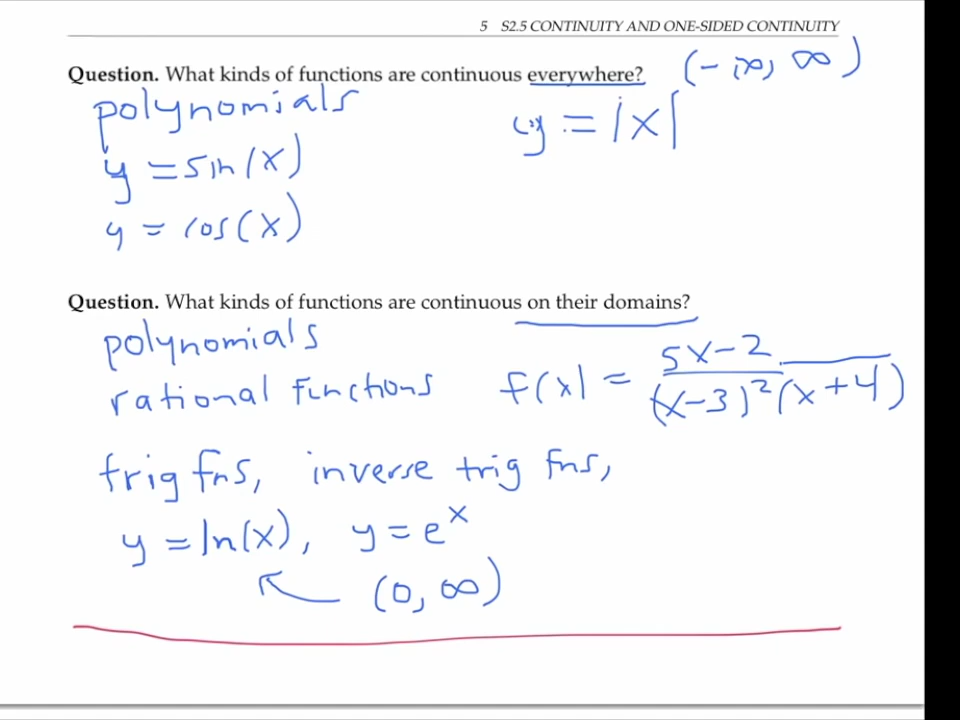 5 S2.5 CONTINUITY AND ONE-SIDED CONTINUITY
Question. What kinds of functions are continuous everywhere? (-∞, ∞)
polynomials y = |x|
y = sin(x)
y = cos(x)
Question. What kinds of functions are continuous on their domains?
polynomials
rational functions f(x) = 5x-2 / (x-3)²(x+4)
trig fns, inverse trig fns,
y = ln(x), y = e^x
(0, ∞)